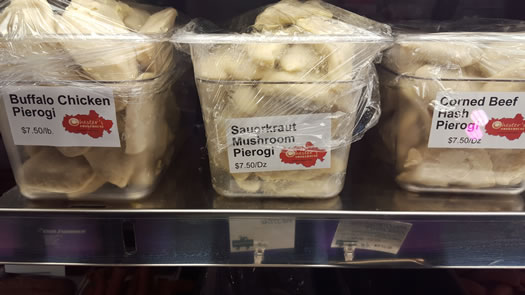 Buffalo Chicken
Pierogi
$7.50/lb
Sauerkraut
Mushroom
Pierogi
$7.50/Dz
Corned Beef
Hash
Pierogi
$7.50/Dz